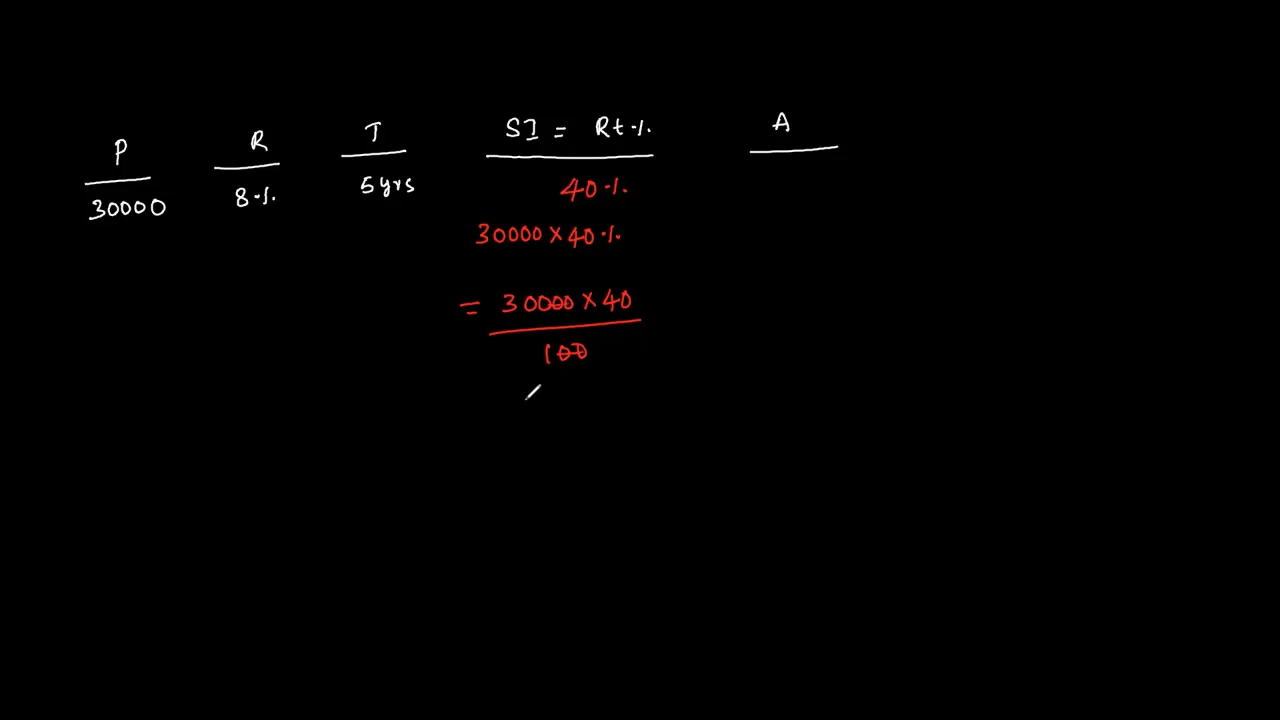 P R T SI = Rt.%. A
30000 8.%. 5yrs 40.%.
30000 × 40.%.
= 30000 × 40
100